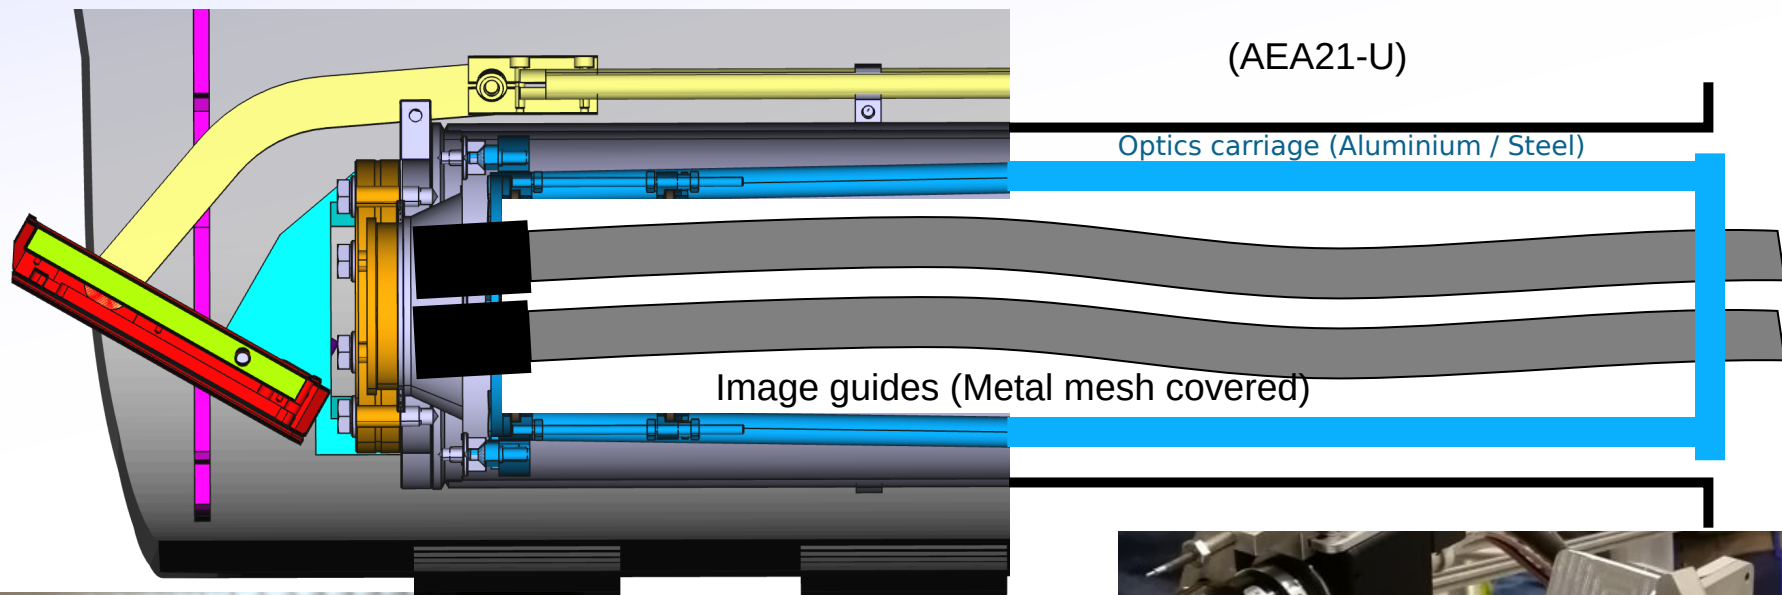 (AEA21-U)
Optics carriage (Aluminium / Steel)
Image guides (Metal mesh covered)